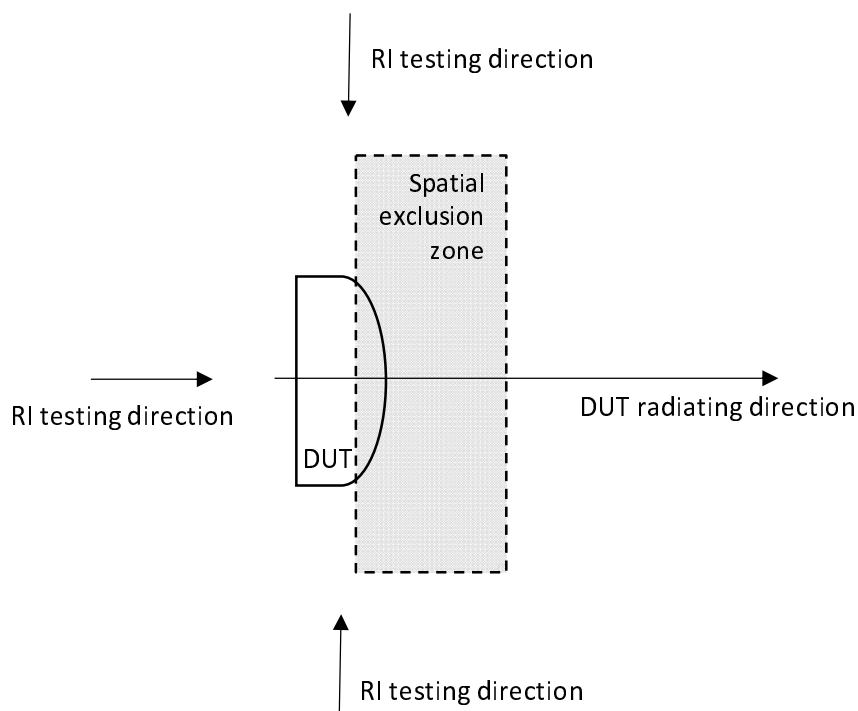 RI testing direction
Spatial
exclusion
zone
RI testing direction
DUT radiating direction
DUT
RI testing direction